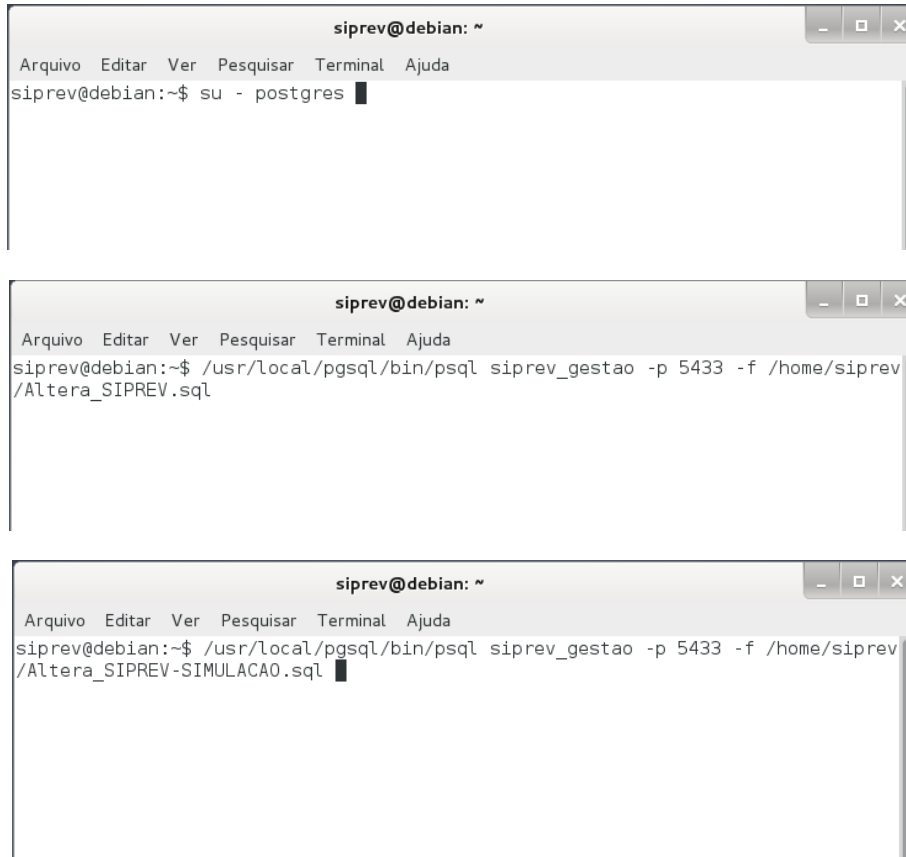 siprev@debian: ~
Arquivo Editar Ver Pesquisar Terminal Ajuda
siprev@debian:~$ su - postgres
siprev@debian: ~
Arquivo Editar Ver Pesquisar Terminal Ajuda
siprev@debian:~$ /usr/local/pgsql/bin/psql siprev_gestao -p 5433 -f /home/siprev
/Altera_SIPREV.sql
siprev@debian: ~
Arquivo Editar Ver Pesquisar Terminal Ajuda
siprev@debian:~$ /usr/local/pgsql/bin/psql siprev_gestao -p 5433 -f /home/siprev
/Altera_SIPREV-SIMULACAO.sql